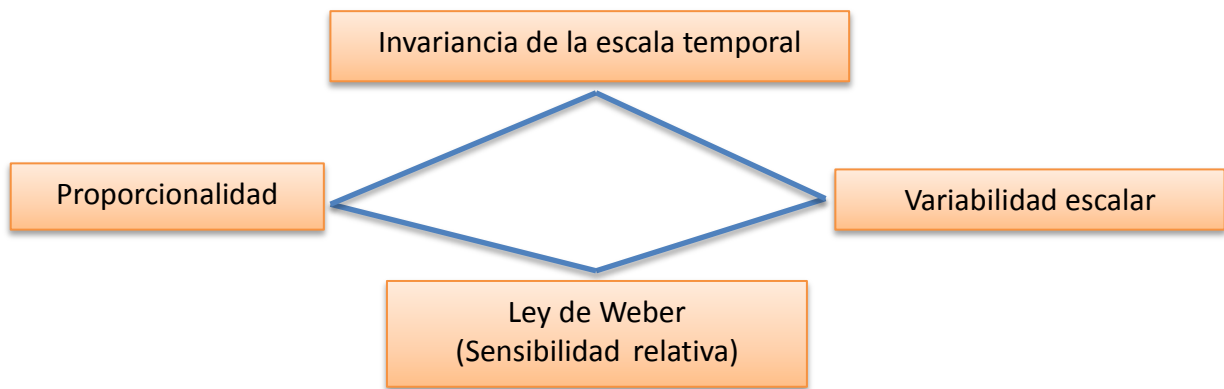 Invariancia de la escala temporal
Proporcionalidad
Variabilidad escalar
Ley de Weber
(Sensibilidad relativa)